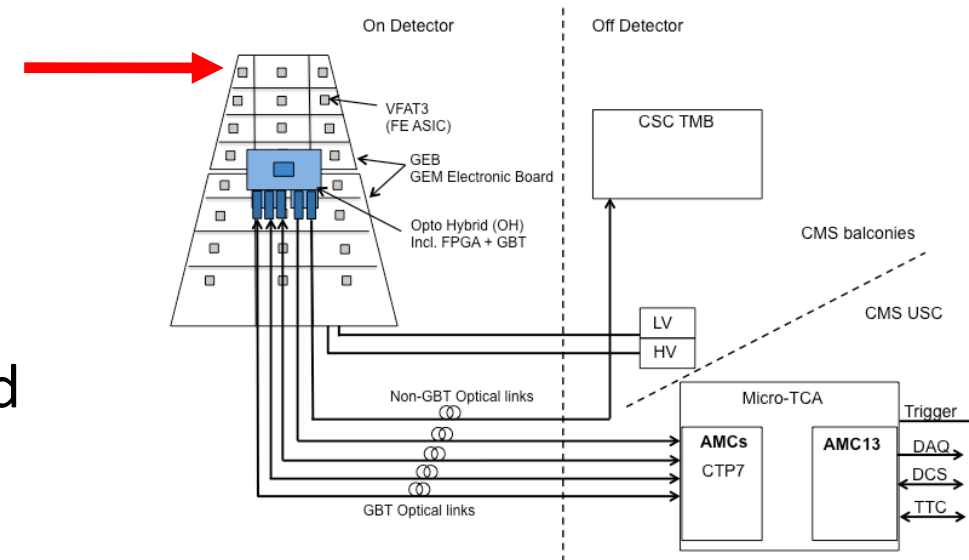 On Detector
Off Detector
VFAT3
(FE ASIC)
GEB
GEM Electronic Board
Opto Hybrid (OH)
Incl. FPGA + GBT
CSC TMB
CMS balconies
CMS USC
LV
HV
d
Non-GBT Optical links
GBT Optical links
Micro-TCA
AMCs
CTP7
AMC13
Trigger
DAQ
DCS
TTC